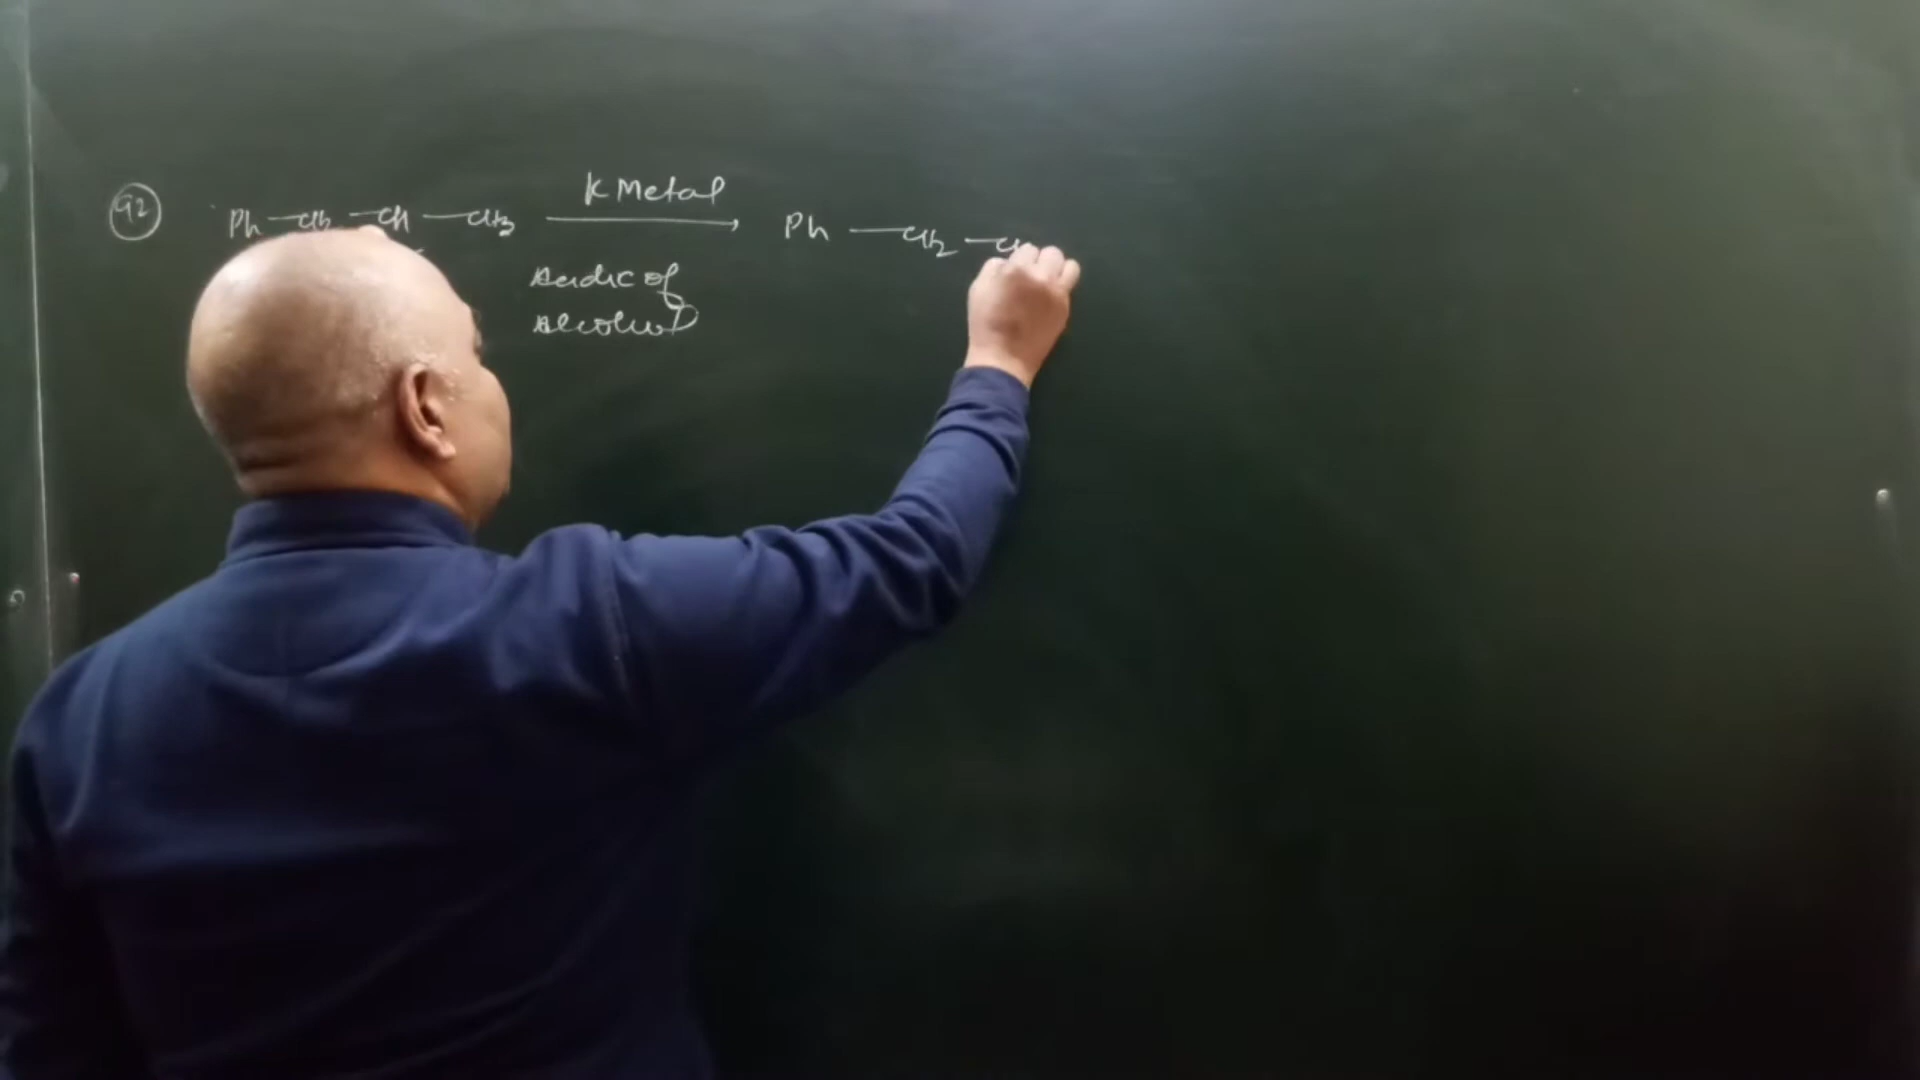 K Metal
92 Ph—CH2—CH—CH3 → Ph—CH2—C
Acidic of
Alcohol